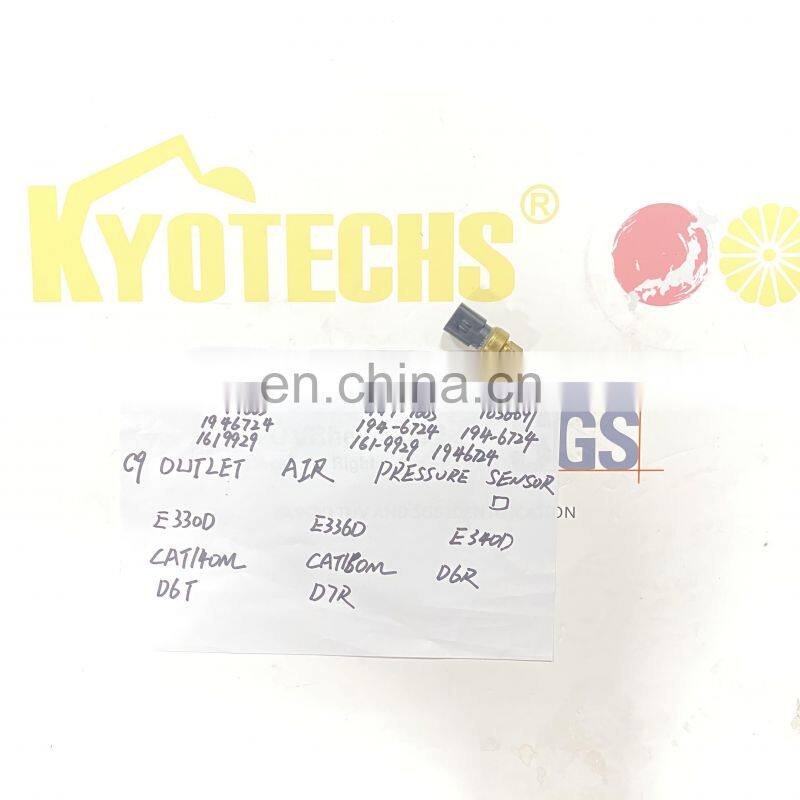 KYOTECHS®
en.china.cn
1946724 194-6724 194-6724
1619929 161-9929 1946724
GS
C9 OUTLET AIR PRESSURE SENSOR
E330D E336D E340D
CAT140M CAT160M D6R
D6T D7R